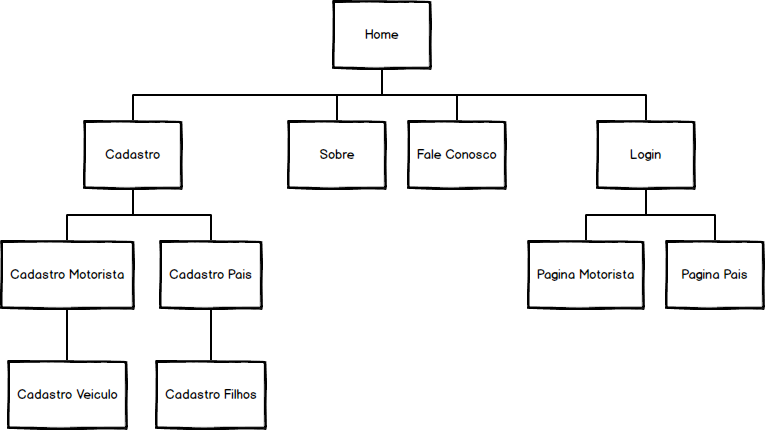 Home
Cadastro
Sobre
Fale Conosco
Login
Cadastro Motorista
Cadastro Pais
Pagina Motorista
Pagina Pais
Cadastro Veiculo
Cadastro Filhos